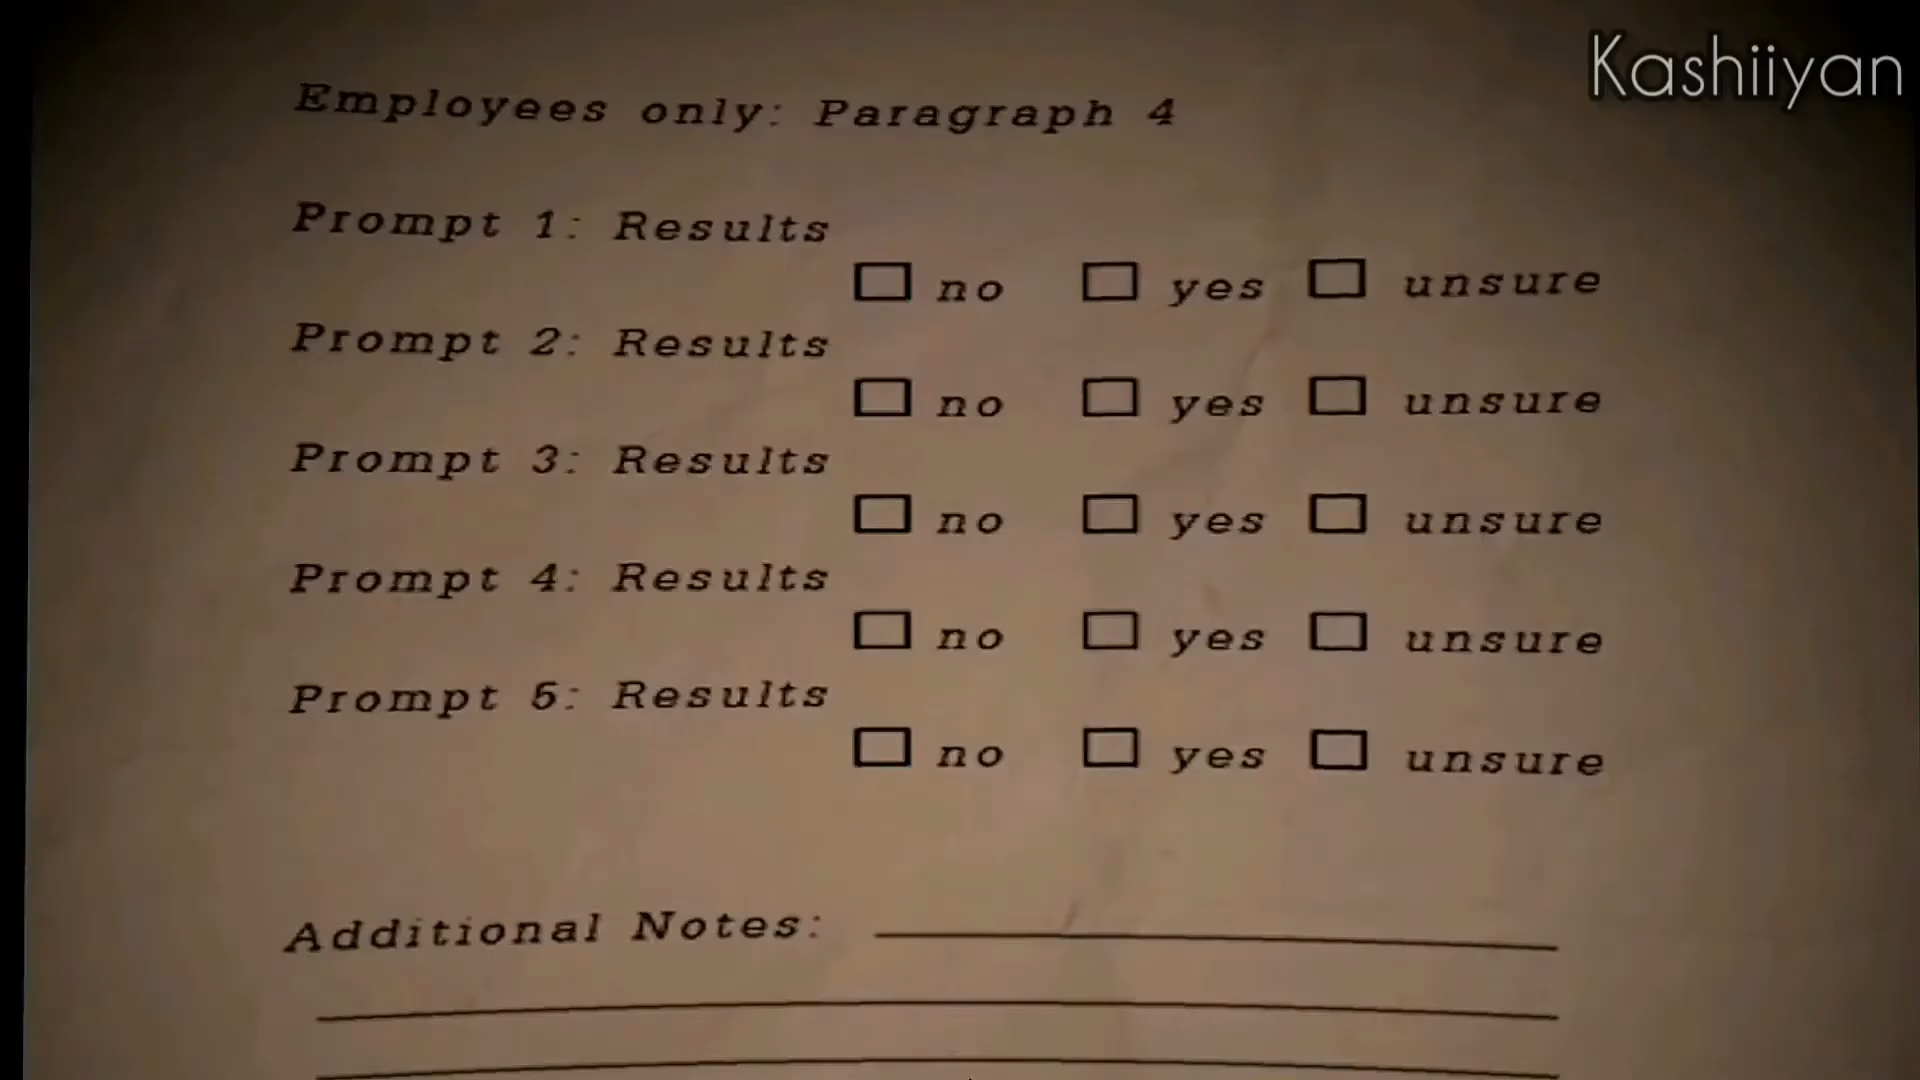 Kashiiyan
Employees only: Paragraph 4
Prompt 1: Results
no yes unsure
Prompt 2: Results
no yes unsure
Prompt 3: Results
no yes unsure
Prompt 4: Results
no yes unsure
Prompt 5: Results
no yes unsure
Additional Notes: